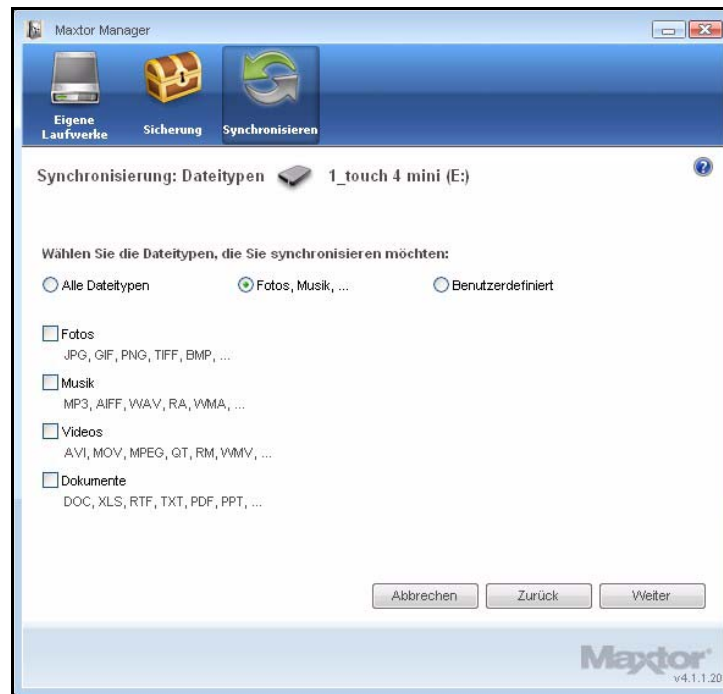 Maxtor Manager
Eigene Laufwerke
Sicherung
Synchronisieren
Synchronisierung: Dateitypen 1_touch 4 mini (E:)
?
Wählen Sie die Dateitypen, die Sie synchronisieren möchten:
Alle Dateitypen Fotos, Musik, ... Benutzerdefiniert
Fotos
JPG, GIF, PNG, TIFF, BMP, ...
Musik
MP3, AIFF, WAV, RA, WMA, ...
Videos
AVI, MOV, MPEG, QT, RM, WMV, ...
Dokumente
DOC, XLS, RTF, TXT, PDF, PPT, ...
Abbrechen Zurück Weiter
Maxtor
v4.1.1.20